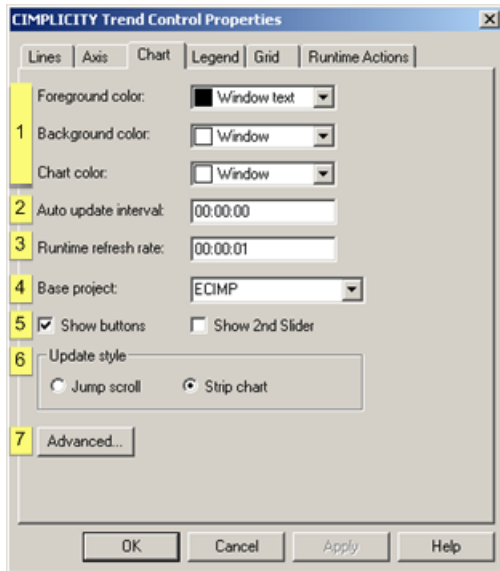 CIMPLICITY Trend Control Properties
Lines Axis Chart Legend Grid Runtime Actions
1
Foreground color: Window text
Background color: Window
Chart color: Window
2 Auto update interval: 00:00:00
3 Runtime refresh rate: 00:00:01
4 Base project: ECIMP
5 Show buttons Show 2nd Slider
6 Update style
Jump scroll Strip chart
7 Advanced...
OK Cancel Apply Help